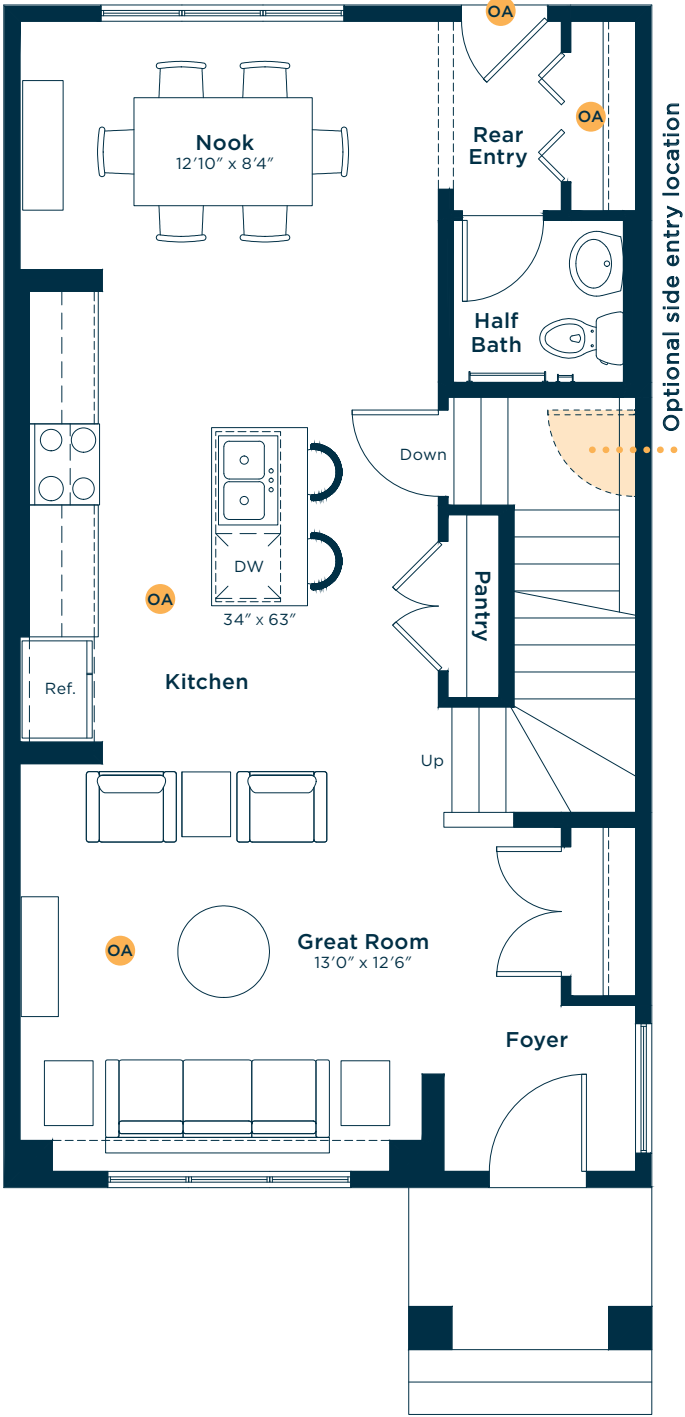 OA
OA
Nook
12'10" x 8'4"
Rear
Entry
Optional side entry location
Half
Bath
Down
DW
Pantry
OA
34" x 63"
Kitchen
Ref.
Up
OA
Great Room
13'0" x 12'6"
Foyer